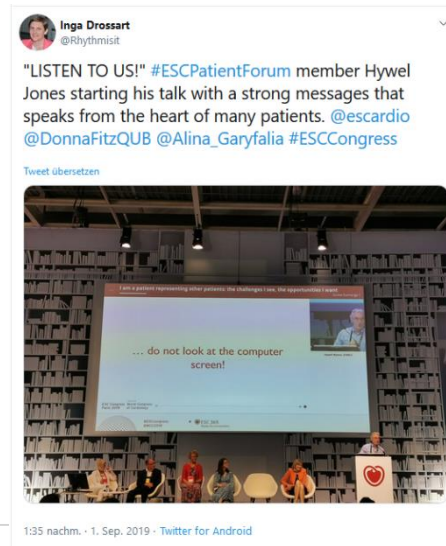 Inga Drossart
@Rhythmisit
"LISTEN TO US!" #ESCPatientForum member Hywel
Jones starting his talk with a strong messages that
speaks from the heart of many patients. @escardio
@DonnaFitzQUB @Alina_Garyfalia #ESCCongress
Tweet übersetzen
I am a patient representing other patients: the challenges I see, the opportunities I want
... do not look at the computer
screen!
1:35 nachm. · 1. Sep. 2019 · Twitter for Android